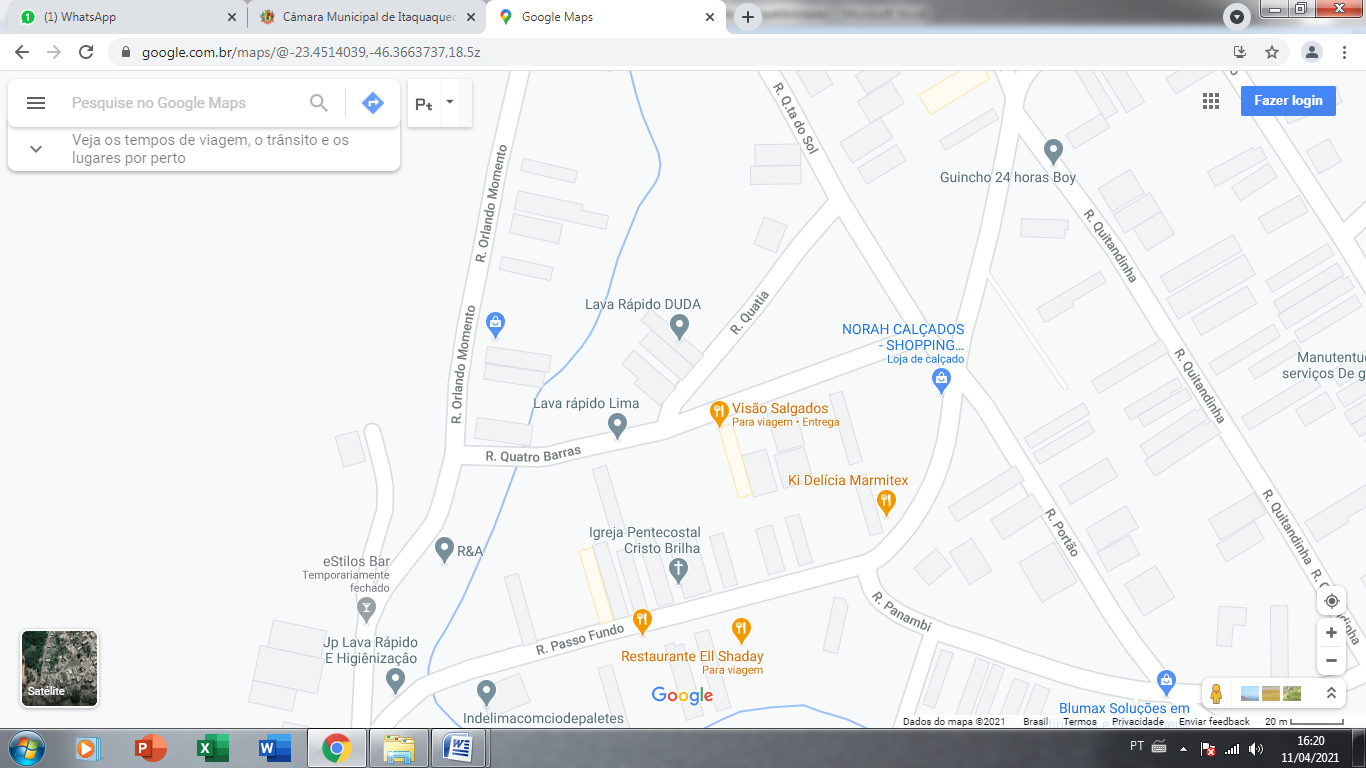 (1) WhatsApp
Câmara Municipal de Itaquaquec
Google Maps
google.com.br/maps/@-23.4514039,-46.3663737,18.5z
Pesquise no Google Maps
Veja os tempos de viagem, o trânsito e os
lugares por perto
Fazer login
R. Q.ta do Sol
Guincho 24 horas Boy
R. Orlando Momento
R. Quitandinha
Lava Rápido DUDA
R. Quatia
NORAH CALÇADOS
- SHOPPING...
Loja de calçado
R. Orlando Momento
R. Quitandinha
Manutentu
serviços De g
Lava rápido Lima
Visão Salgados
Para viagem • Entrega
R. Quatro Barras
Ki Delícia Marmitex
R. Quitandinha
R. Portão
Igreja Pentecostal
Cristo Brilha
R&A
eStilos Bar
Temporariamente
fechado
R. Panambi
R. Quitandinha
R. Passo Fundo
Jp Lava Rápido
E Higiênização
Restaurante Ell Shaday
Para viagem
Satélite
Google
Indelimacomciodepaletes
Blumax Soluções em
Dados do mapa ©2021
Brasil
Termos
Privacidade
Enviar feedback
20 m
PT
16:20
11/04/2021